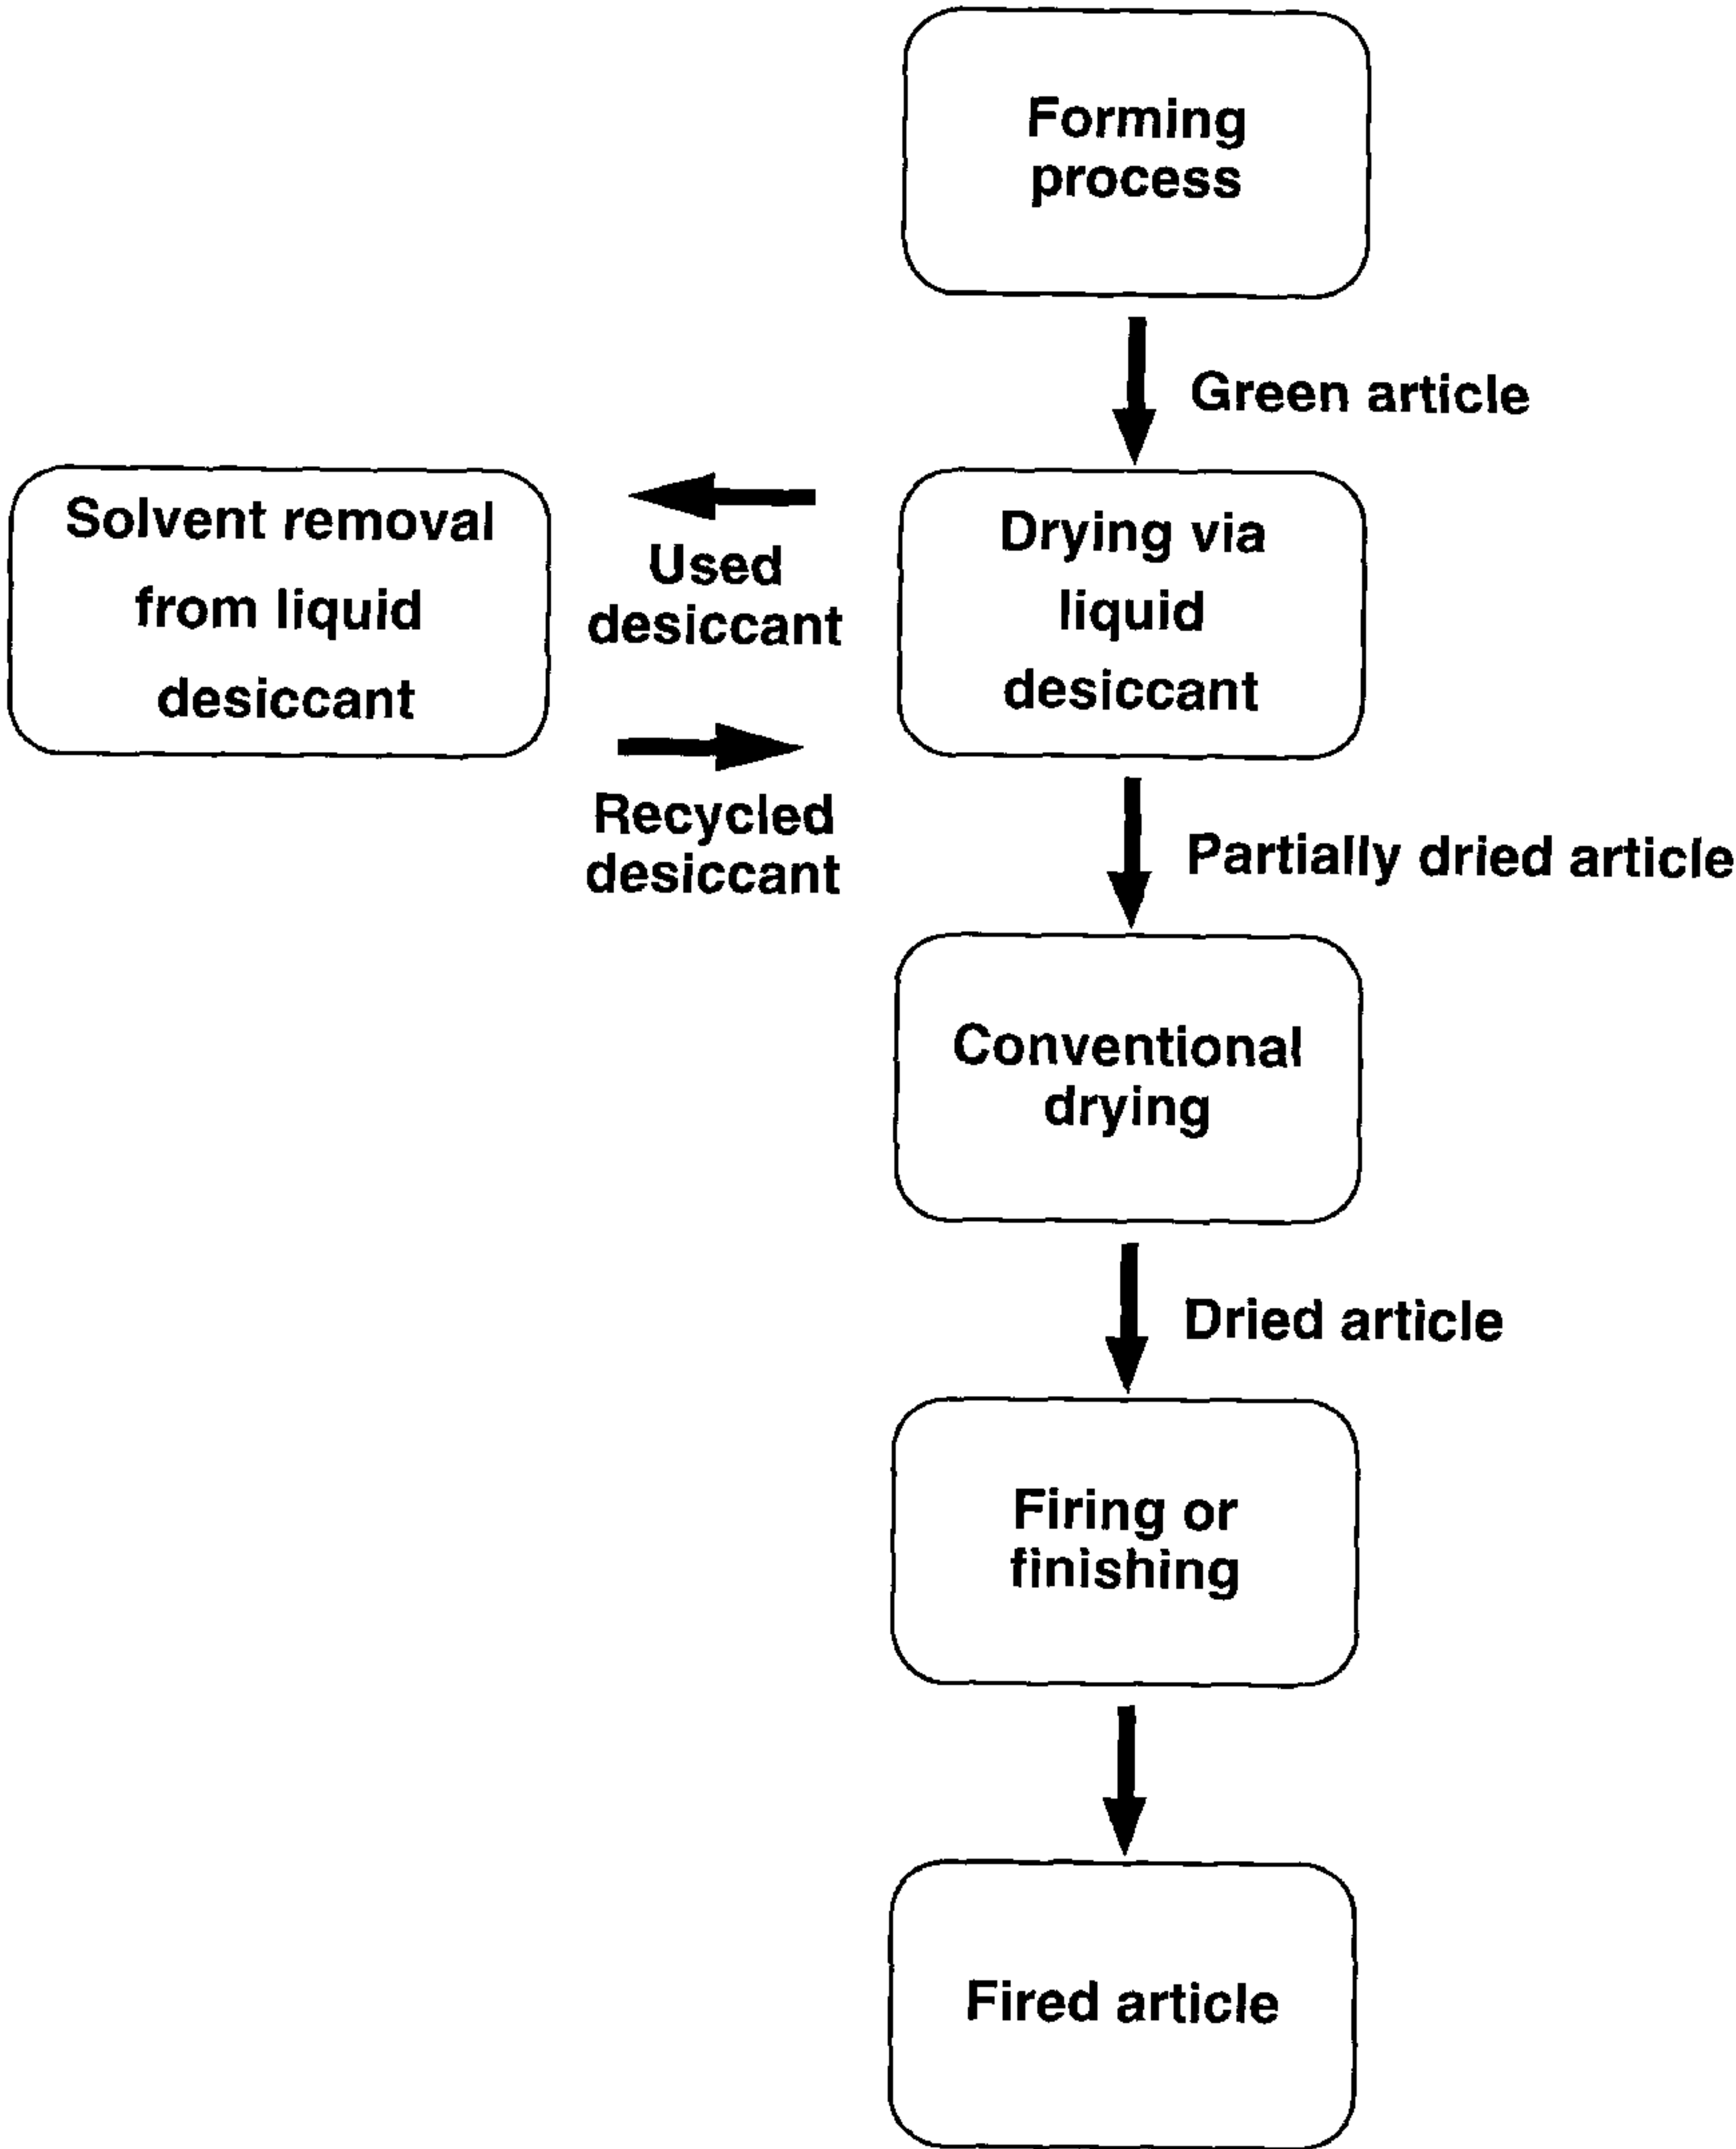 Forming
process
Green article
Solvent removal
from liquid
desiccant
Used
desiccant
Recycled
desiccant
Drying via
liquid
desiccant
Partially dried article
Conventional
drying
Dried article
Firing or
finishing
Fired article